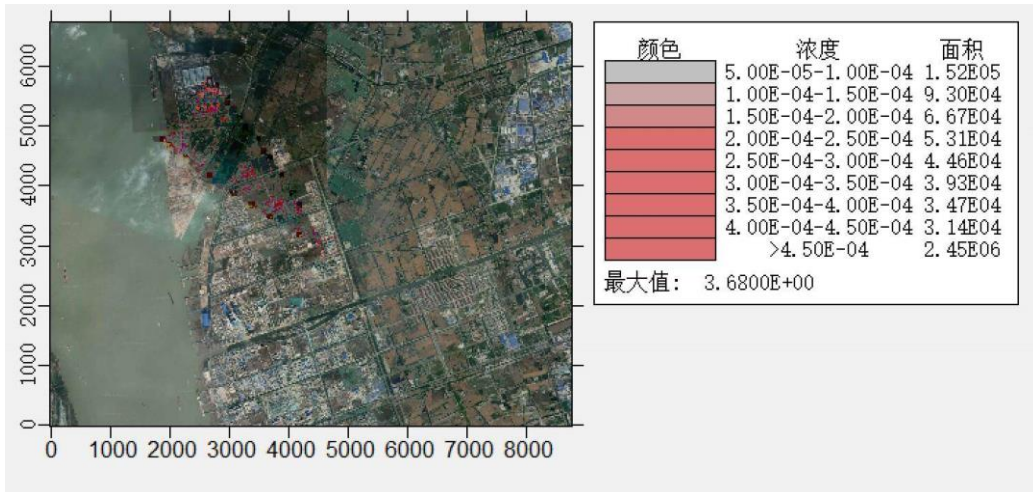 颜色 浓度 面积
5.00E-05-1.00E-04 1.52E05
1.00E-04-1.50E-04 9.30E04
1.50E-04-2.00E-04 6.67E04
2.00E-04-2.50E-04 5.31E04
2.50E-04-3.00E-04 4.46E04
3.00E-04-3.50E-04 3.93E04
3.50E-04-4.00E-04 3.47E04
4.00E-04-4.50E-04 3.14E04
>4.50E-04 2.45E06
最大值: 3.6800E+00
6000
5000
4000
3000
2000
1000
0
0 1000 2000 3000 4000 5000 6000 7000 8000